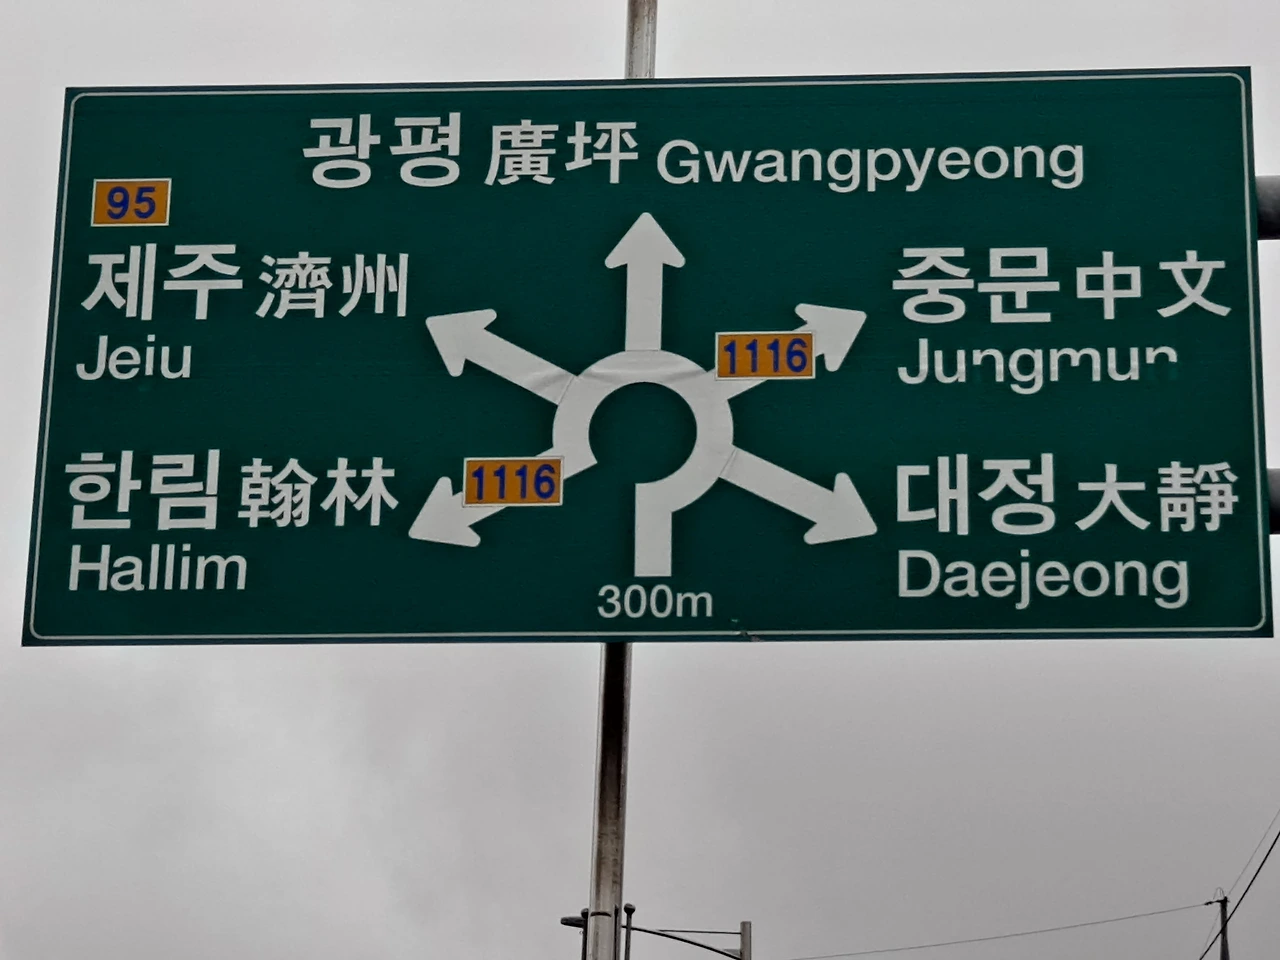 광평 廣坪 Gwangpyeong
95
제주 濟州
Jeju
1116
중문 中文
Jungmun
한림 翰林
Hallim
1116
대정 大靜
Daejeong
300m